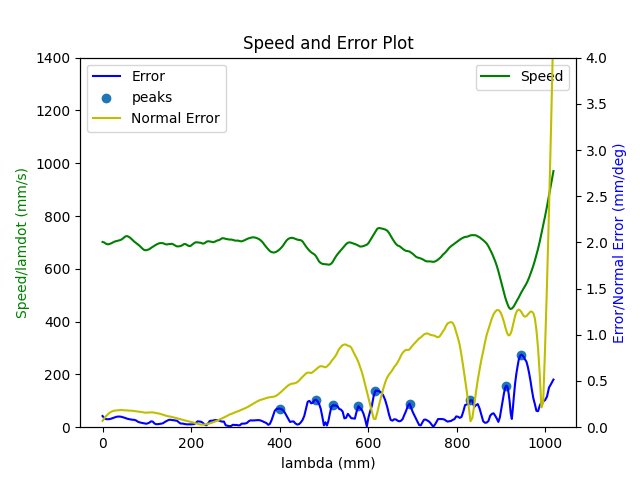 Speed and Error Plot
Error
peaks
Normal Error
Speed
Speed/lamdot (mm/s)
1400
1200
1000
800
600
400
200
0
4.0
3.5
3.0
2.5
2.0
1.5
1.0
0.5
0.0
Error/Normal Error (mm/deg)
0 200 400 600 800 1000
lambda (mm)